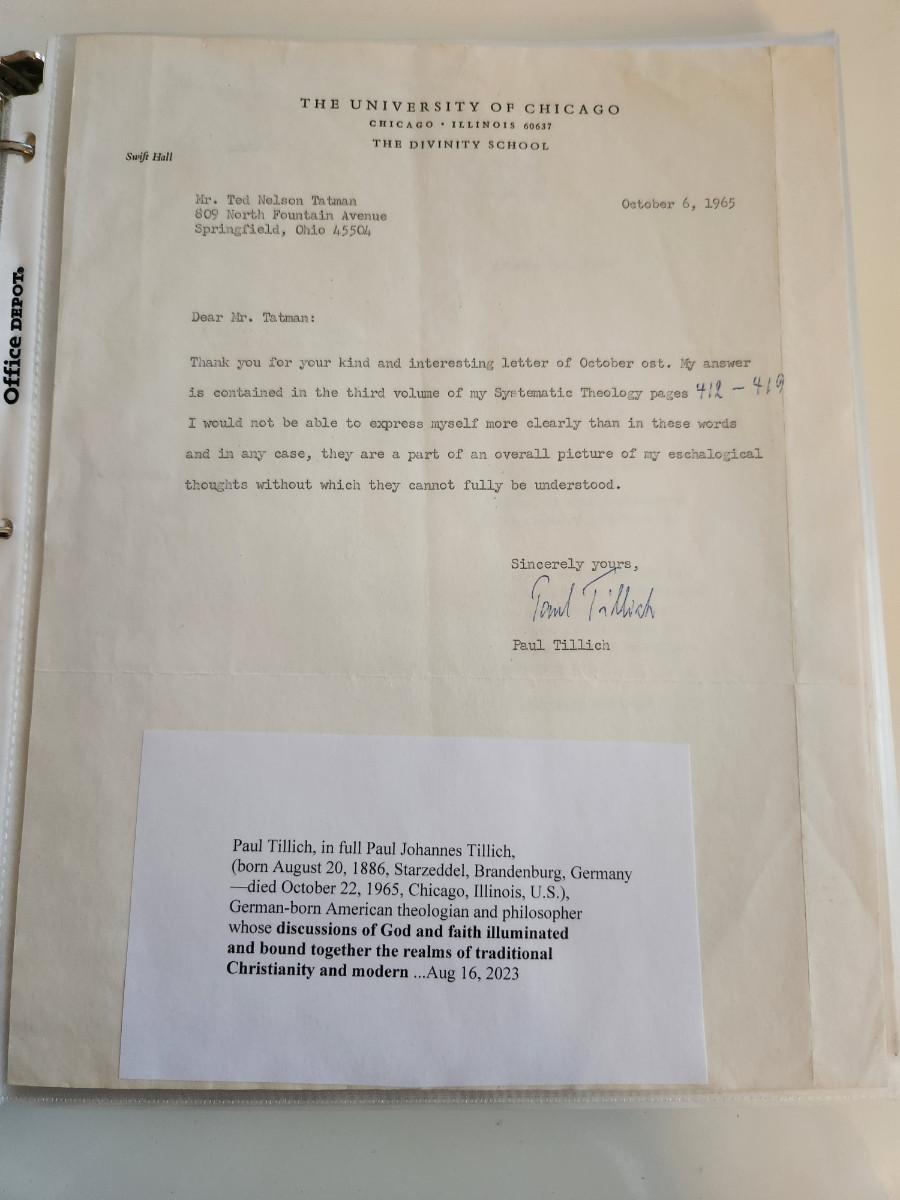 THE UNIVERSITY OF CHICAGO
CHICAGO • ILLINOIS 60637
THE DIVINITY SCHOOL
Swift Hall
Mr. Ted Nelson Tatman
809 North Fountain Avenue
Springfield, Ohio 45504
October 6, 1965
Dear Mr. Tatman:
Thank you for your kind and interesting letter of October ost. My answer
is contained in the third volume of my Systematic Theology pages 412 – 419
I would not be able to express myself more clearly than in these words
and in any case, they are a part of an overall picture of my eschalogical
thoughts without which they cannot fully be understood.
Sincerely yours,
Paul Tillich
Paul Tillich
Paul Tillich, in full Paul Johannes Tillich,
(born August 20, 1886, Starzeddel, Brandenburg, Germany
—died October 22, 1965, Chicago, Illinois, U.S.),
German-born American theologian and philosopher
whose discussions of God and faith illuminated
and bound together the realms of traditional
Christianity and modern ...Aug 16, 2023
Office DEPOT.